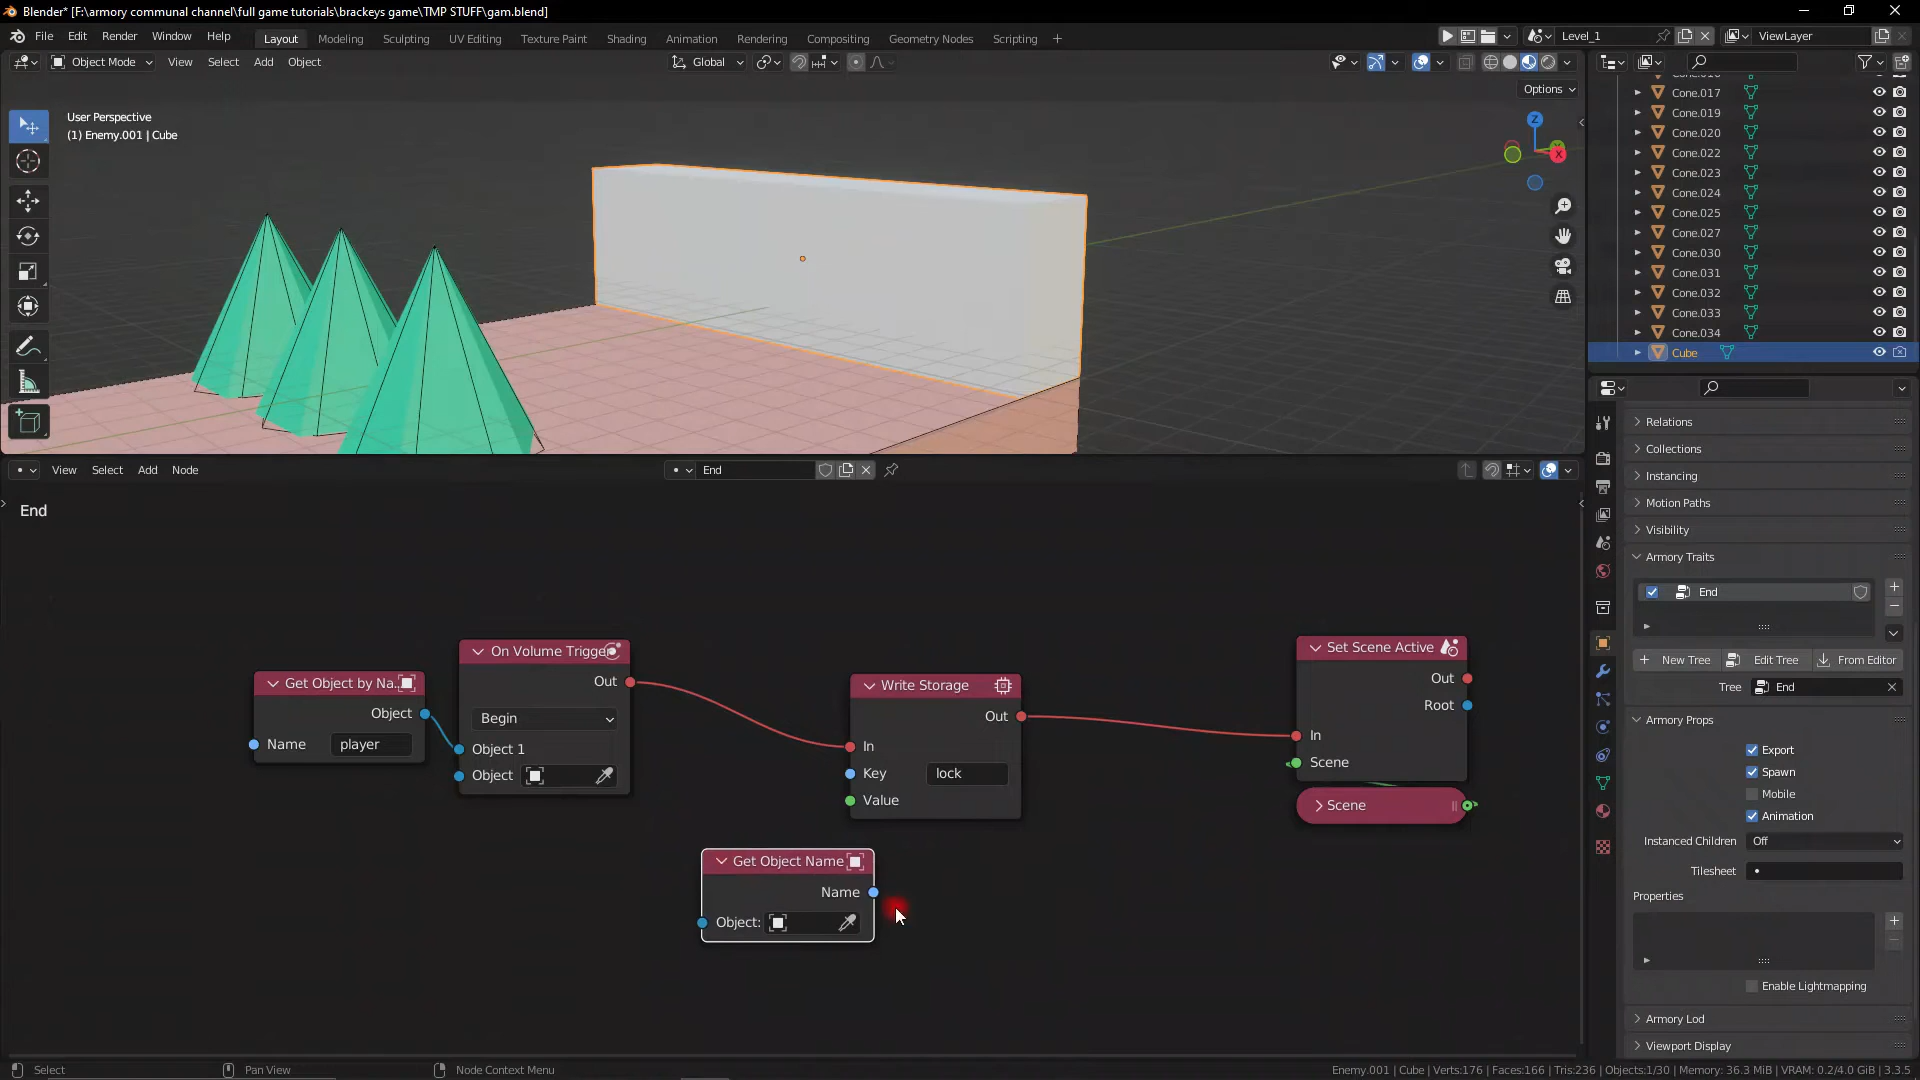 Blender* [F:\armory communal channel\full game tutorials\brackeys game\TMP STUFF\gam.blend]
File Edit Render Window Help Layout Modeling Sculpting UV Editing Texture Paint Shading Animation Rendering Compositing Geometry Nodes Scripting + Level_1 ViewLayer
Object Mode View Select Add Object Global
Options
User Perspective
(1) Enemy.001 | Cube
Z
X
Cone.017
Cone.019
Cone.020
Cone.022
Cone.023
Cone.024
Cone.025
Cone.027
Cone.030
Cone.031
Cone.032
Cone.033
Cone.034
Cube
View Select Add Node End
End
Get Object by Na..
Object
Name player
On Volume Trigger
Out
Begin
Object 1
Object
Write Storage
Out
In
Key lock
Value
Get Object Name
Name
Object:
Set Scene Active
Out
Root
In
Scene
Scene
Relations
Collections
Instancing
Motion Paths
Visibility
Armory Traits
End
New Tree Edit Tree From Editor
Tree End
Armory Props
Export
Spawn
Mobile
Animation
Instanced Children Off
Tilesheet
Properties
Enable Lightmapping
Armory Lod
Viewport Display
Select Pan View Node Context Menu Enemy.001 | Cube | Verts:176 | Faces:166 | Tris:236 | Objects:1/30 | Memory: 36.3 MiB | VRAM: 0.2/4.0 GiB | 3.3.5